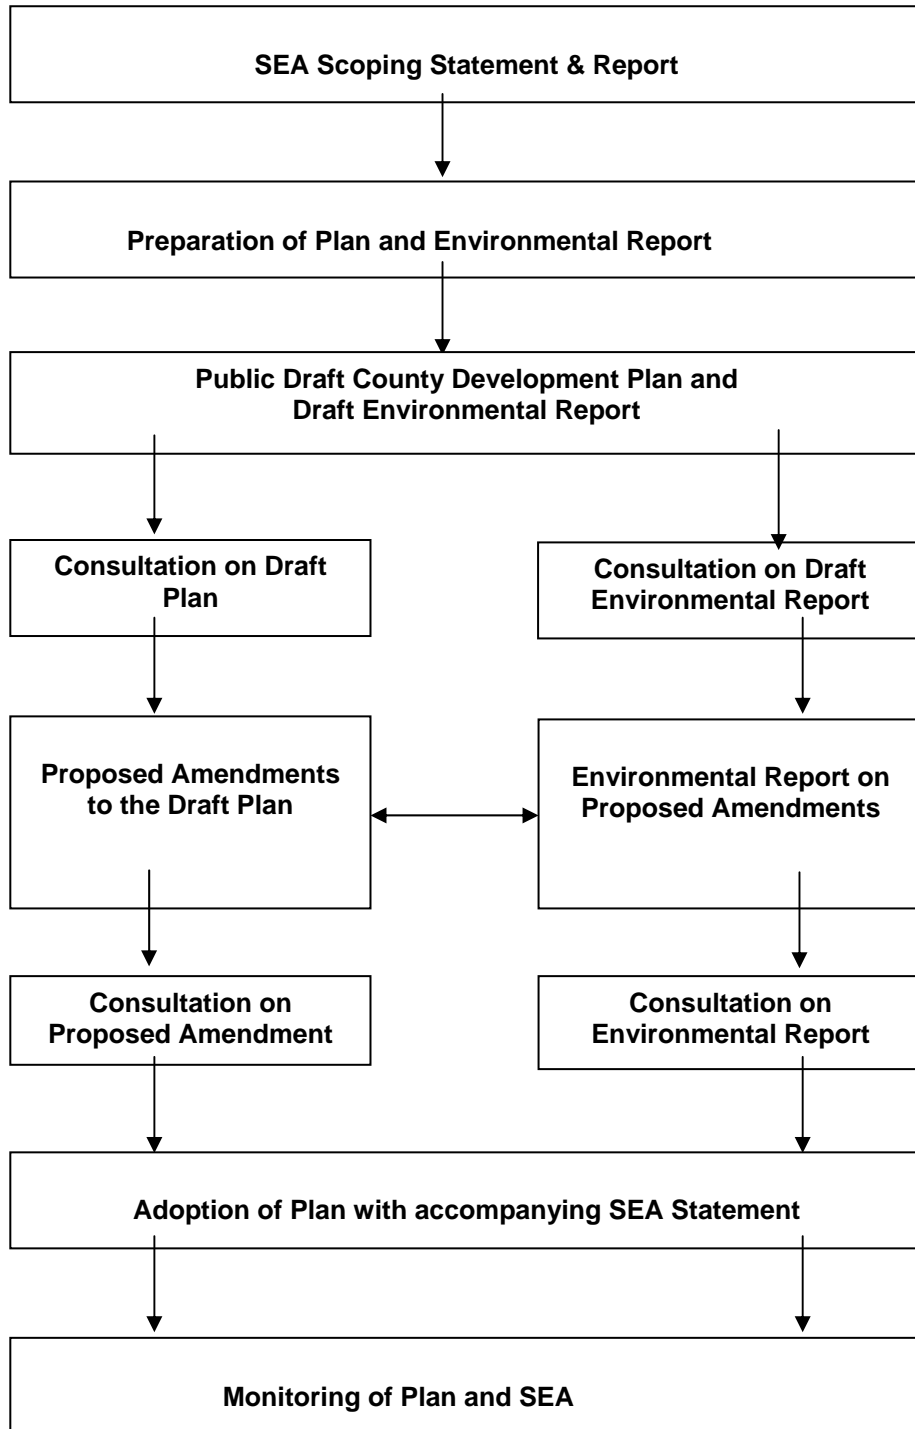 SEA Scoping Statement & Report
Preparation of Plan and Environmental Report
Public Draft County Development Plan and
Draft Environmental Report
Consultation on Draft
Plan
Consultation on Draft
Environmental Report
Proposed Amendments
to the Draft Plan
Environmental Report on
Proposed Amendments
Consultation on
Proposed Amendment
Consultation on
Environmental Report
Adoption of Plan with accompanying SEA Statement
Monitoring of Plan and SEA